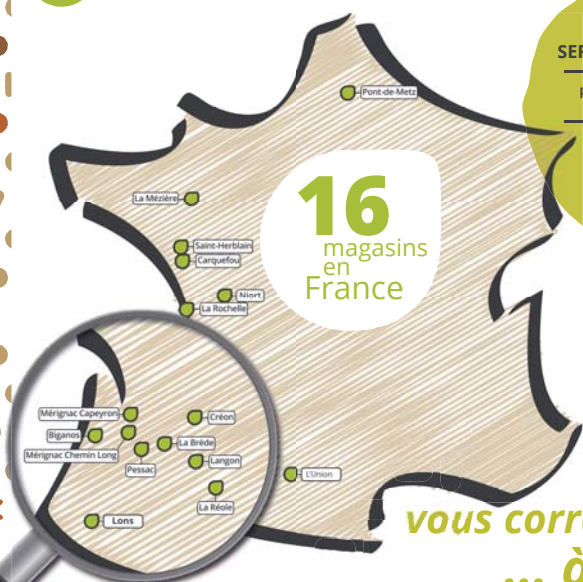 SER
P
Pont-de-Metz
La Mézière
16
magasins
en
France
Saint-Herblain
Carquefou
Niort
La Rochelle
Mérignac Capeyron
Créon
Biganos
La Brède
Mérignac Chemin Long
Langon
Pessac
L'Union
La Réole
Lons
vous corr
... à